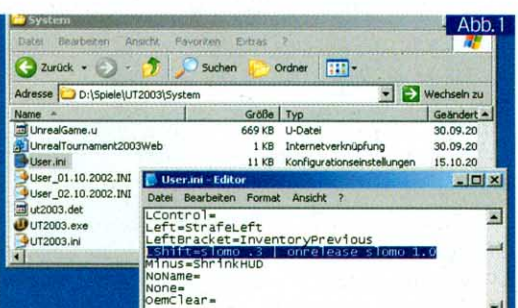 Abb.1
System
Datei Bearbeiten Ansicht Favoriten Extras ?
Zurück Suchen Ordner
Adresse D:\Spiele\UT2003\System Wechseln zu
Name Größe Typ Geändert
UnrealGame.u 669 KB U-Datei 30.09.20
UnrealTournament2003Web 1 KB Internetverknüpfung 30.09.20
User.ini 11 KB Konfigurationseinstellungen 15.10.20
User_01.10.2002.INI
User_02.10.2002.INI
ut2003.det
UT2003.exe
UT2003.ini
User.ini - Editor
Datei Bearbeiten Format Ansicht ?
LControl=
Left=StrafeLeft
LeftBracket=InventoryPrevious
LShift=slomo .3 | onrelease slomo 1.0
Minus=ShrinkHUD
NoName=
None=
OemClear=